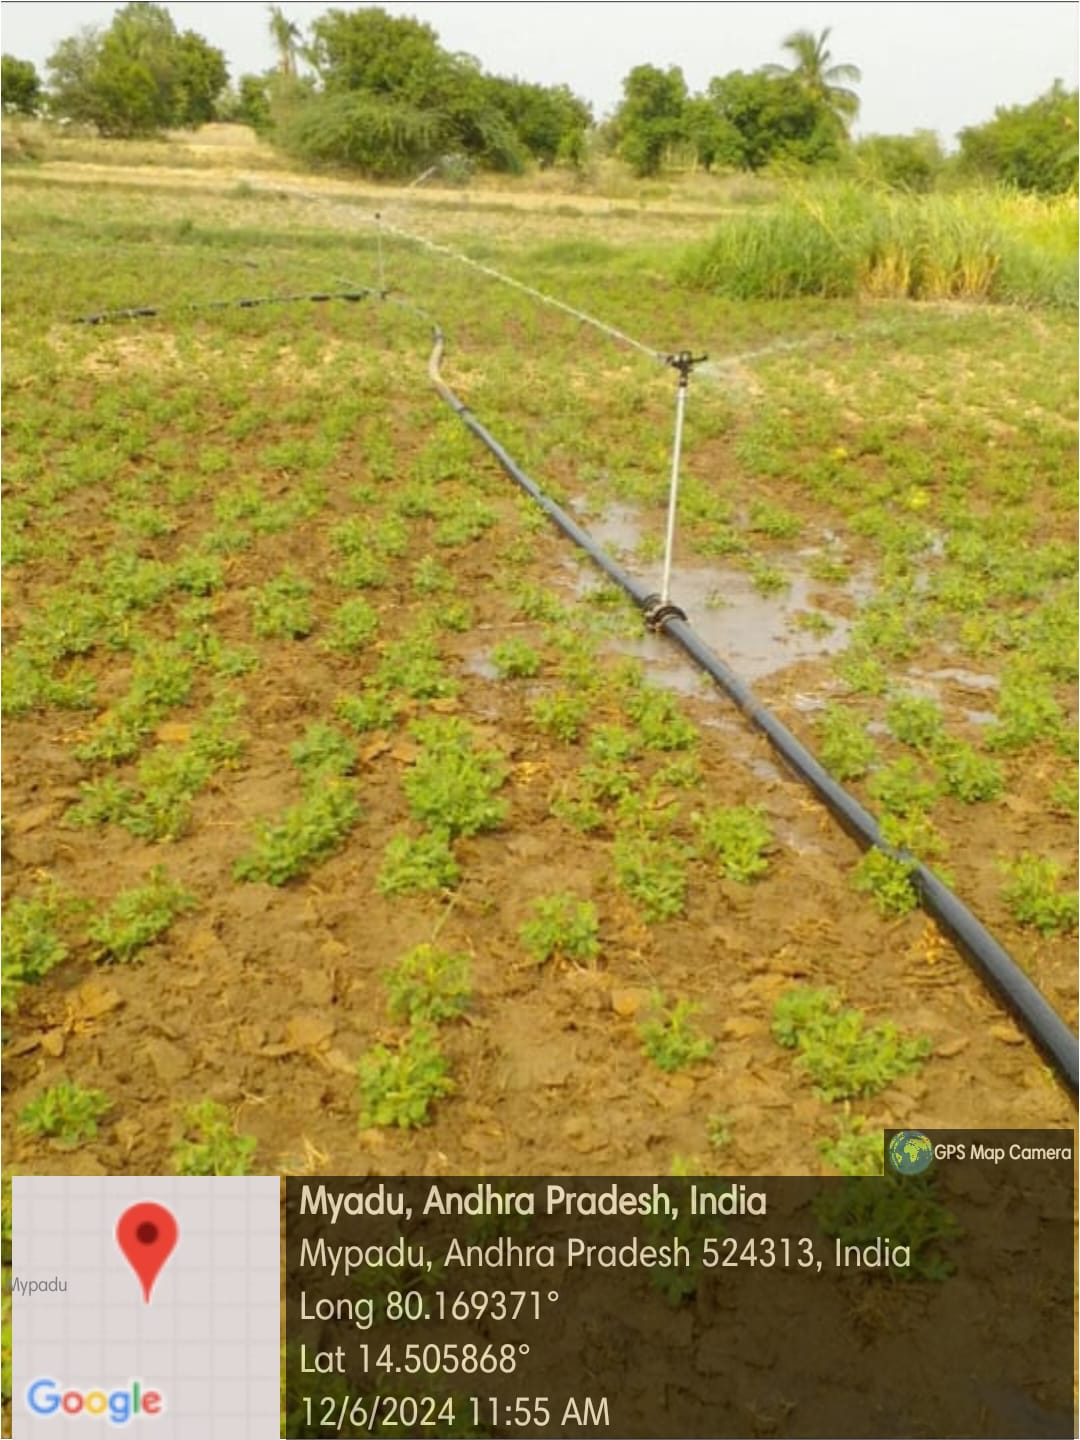 GPS Map Camera
Myadu, Andhra Pradesh, India
Mypadu, Andhra Pradesh 524313, India
Long 80.169371°
Lat 14.505868°
12/6/2024 11:55 AM
Mypadu
Google